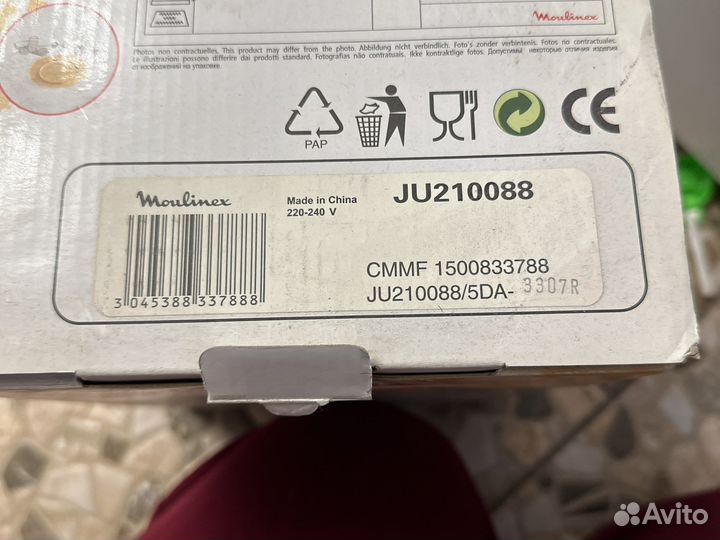 Moulinex
Photos non contractuelles, This product may differ from the photo. Abbildung nicht verbindlich. Foto's zonder verbintenis. Foto no contractuales.
Le illustrazioni possono differire dai prodotti standard. Fotografias não contratuais. Ikke kontraktlige fotos. Допустимы некоторые отличия изделия
от изображений на упаковке.
PAP
CE
Moulinex
Made in China
220-240 V
JU210088
3 045388 337888
CMMF 1500833788
JU210088/5DA- 3307R
Avito